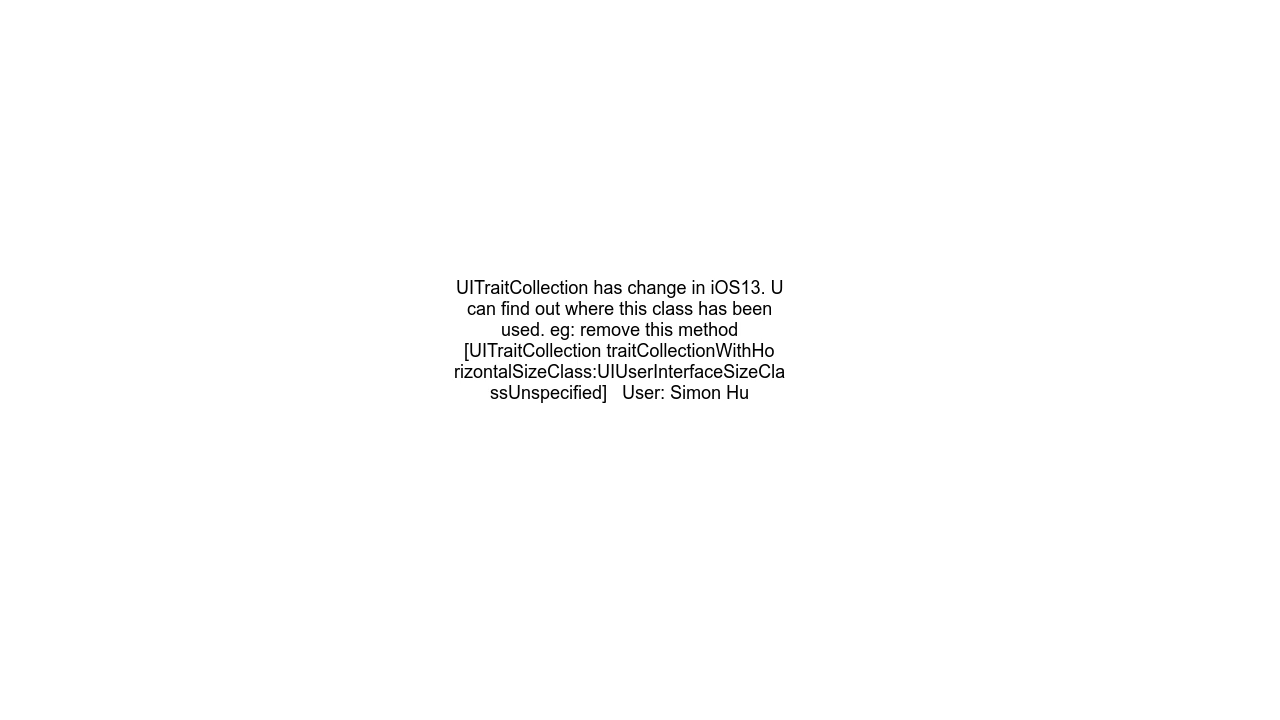 UITraitCollection has change in iOS13. U
can find out where this class has been
used. eg: remove this method
[UITraitCollection traitCollectionWithHo
rizontalSizeClass:UIUserInterfaceSizeCla
ssUnspecified]   User: Simon Hu